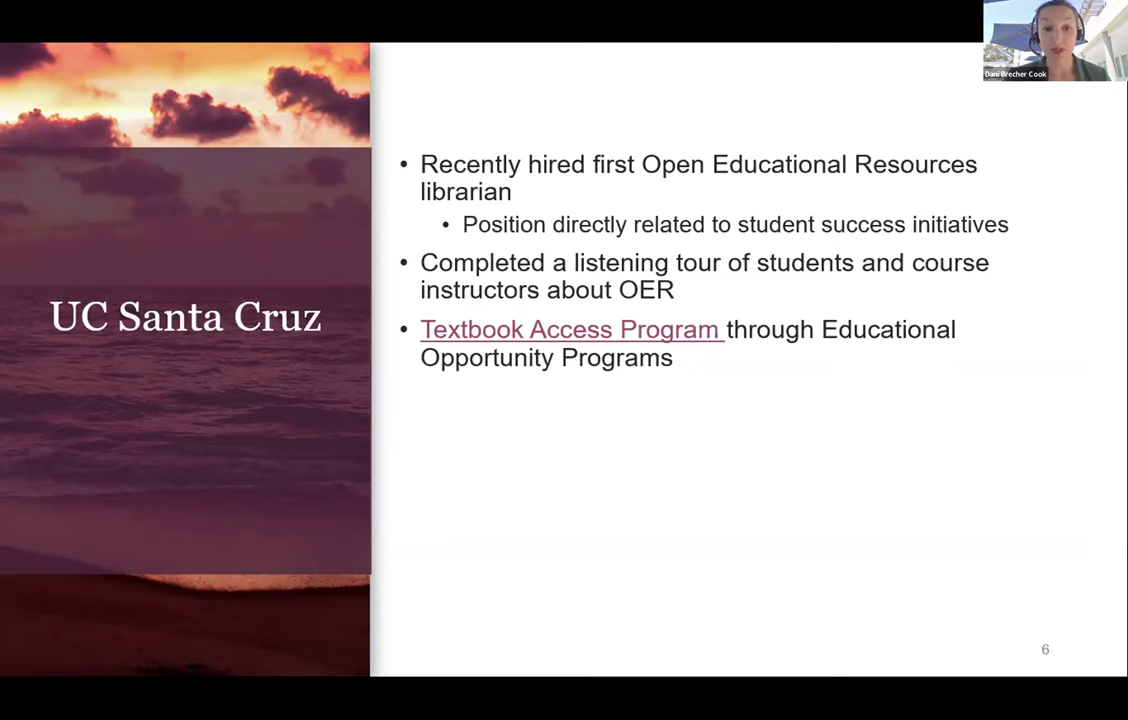 Dani Brecher Cook
UC Santa Cruz
• Recently hired first Open Educational Resources
librarian
• Position directly related to student success initiatives
• Completed a listening tour of students and course
instructors about OER
• Textbook Access Program through Educational
Opportunity Programs
6